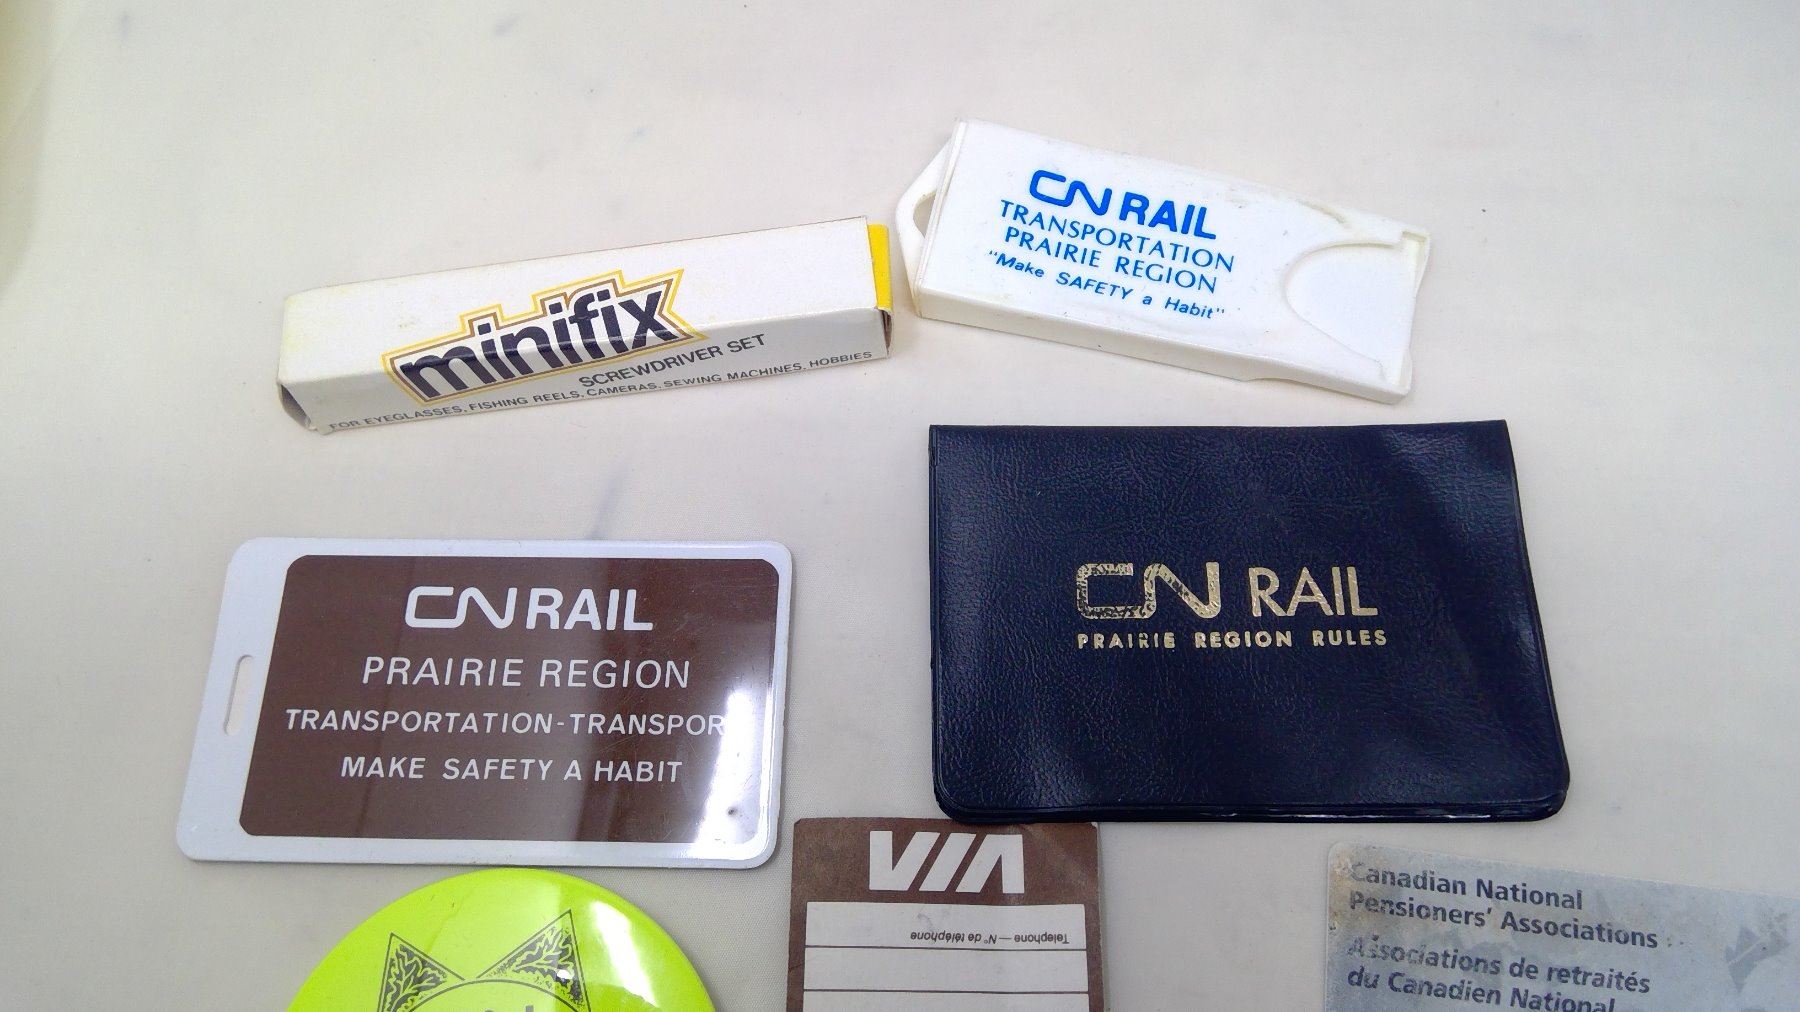 CN RAIL
TRANSPORTATION
PRAIRIE REGION
"Make SAFETY a Habit"
minifix
SCREWDRIVER SET
FOR EYEGLASSES, FISHING REELS, CAMERAS, SEWING MACHINES, HOBBIES
CN RAIL
PRAIRIE REGION RULES
CN RAIL
PRAIRIE REGION
TRANSPORTATION-TRANSPOR
MAKE SAFETY A HABIT
VIA
Telephone — N° de téléphone
Canadian National
Pensioners' Associations
Associations de retraités
du Canadien National